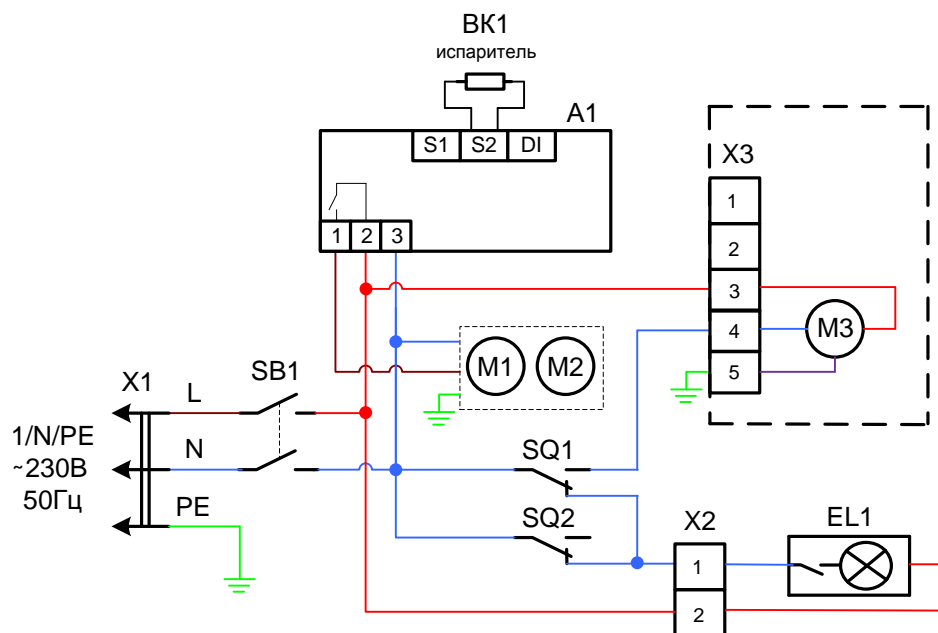 ВК1
испаритель
A1
S1 S2 DI
1 2 3
X3
1
2
3
4
5
M3
M1 M2
X1
L
SB1
1/N/PE
~230В
50Гц
N
PE
SQ1
SQ2
X2
1
2
EL1